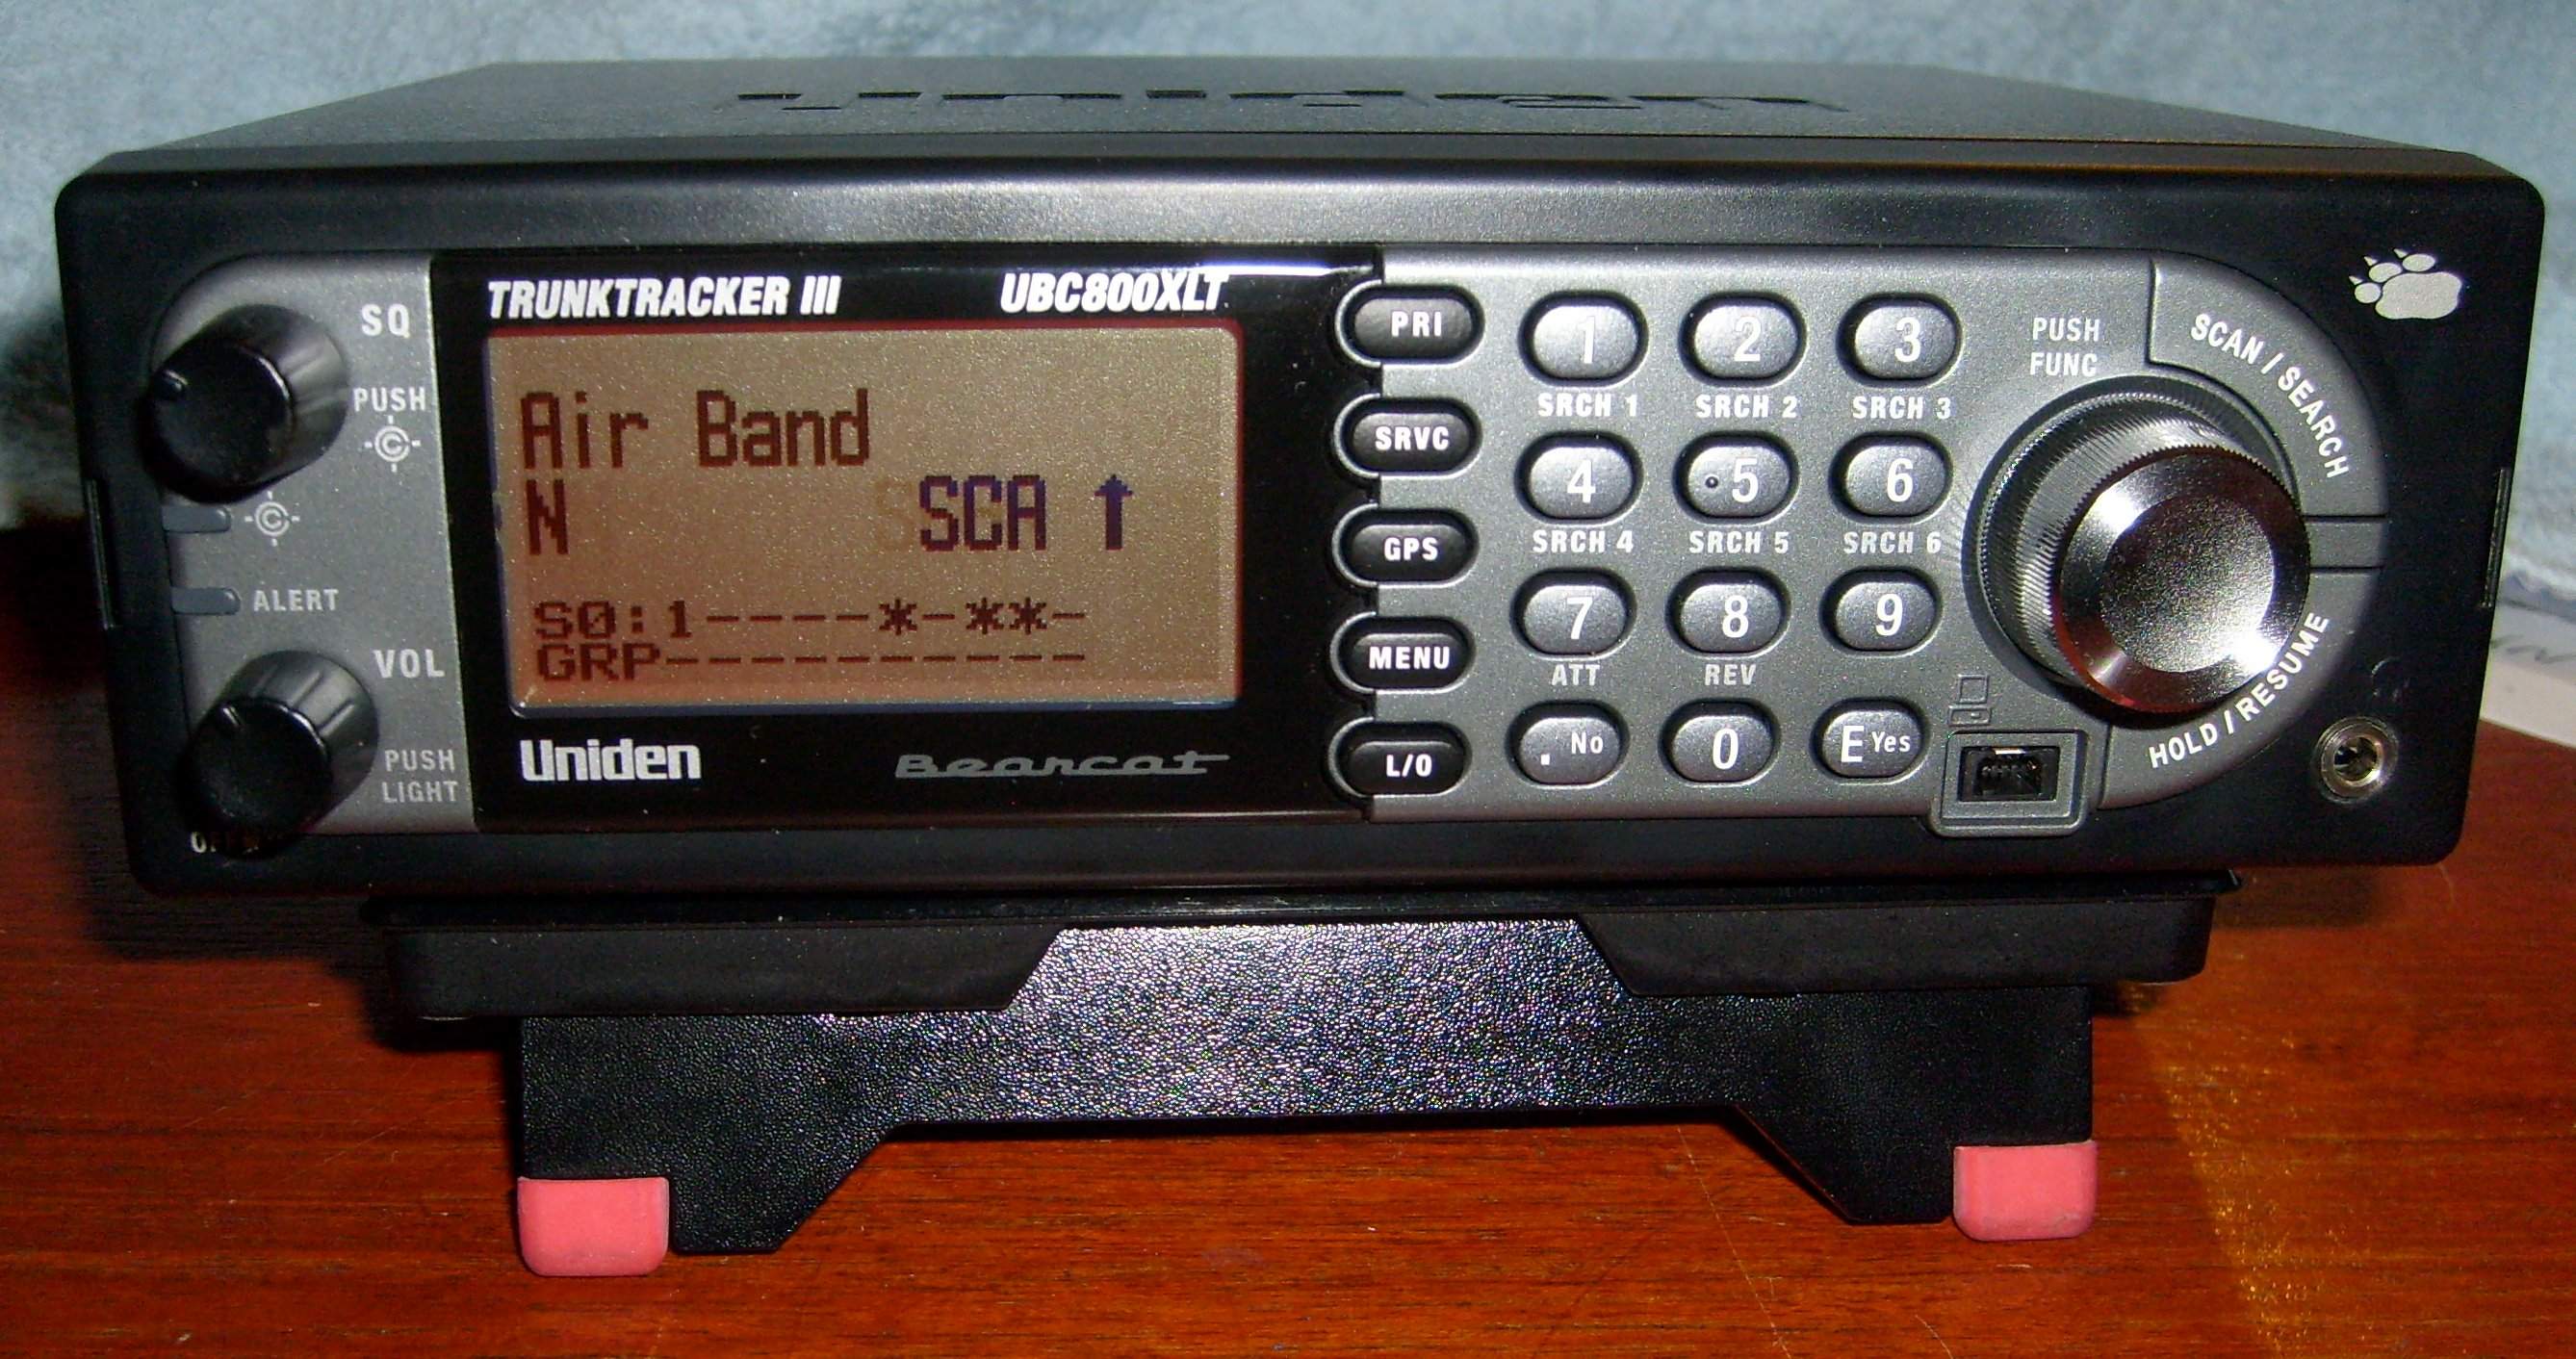 uniden
TRUNKTRACKER III
UBC800XLT
SQ
PUSH
C
C
ALERT
VOL
PUSH
LIGHT
Air Band
N SCA ↑
S0:1----*-**-
GRP----------
Uniden
Bearcat
PRI
SRVC
GPS
MENU
L/O
1 2 3
SRCH 1 SRCH 2 SRCH 3
4 5 6
SRCH 4 SRCH 5 SRCH 6
7 8 9
ATT REV
. No 0 E Yes
PUSH
FUNC
SCAN / SEARCH
HOLD / RESUME